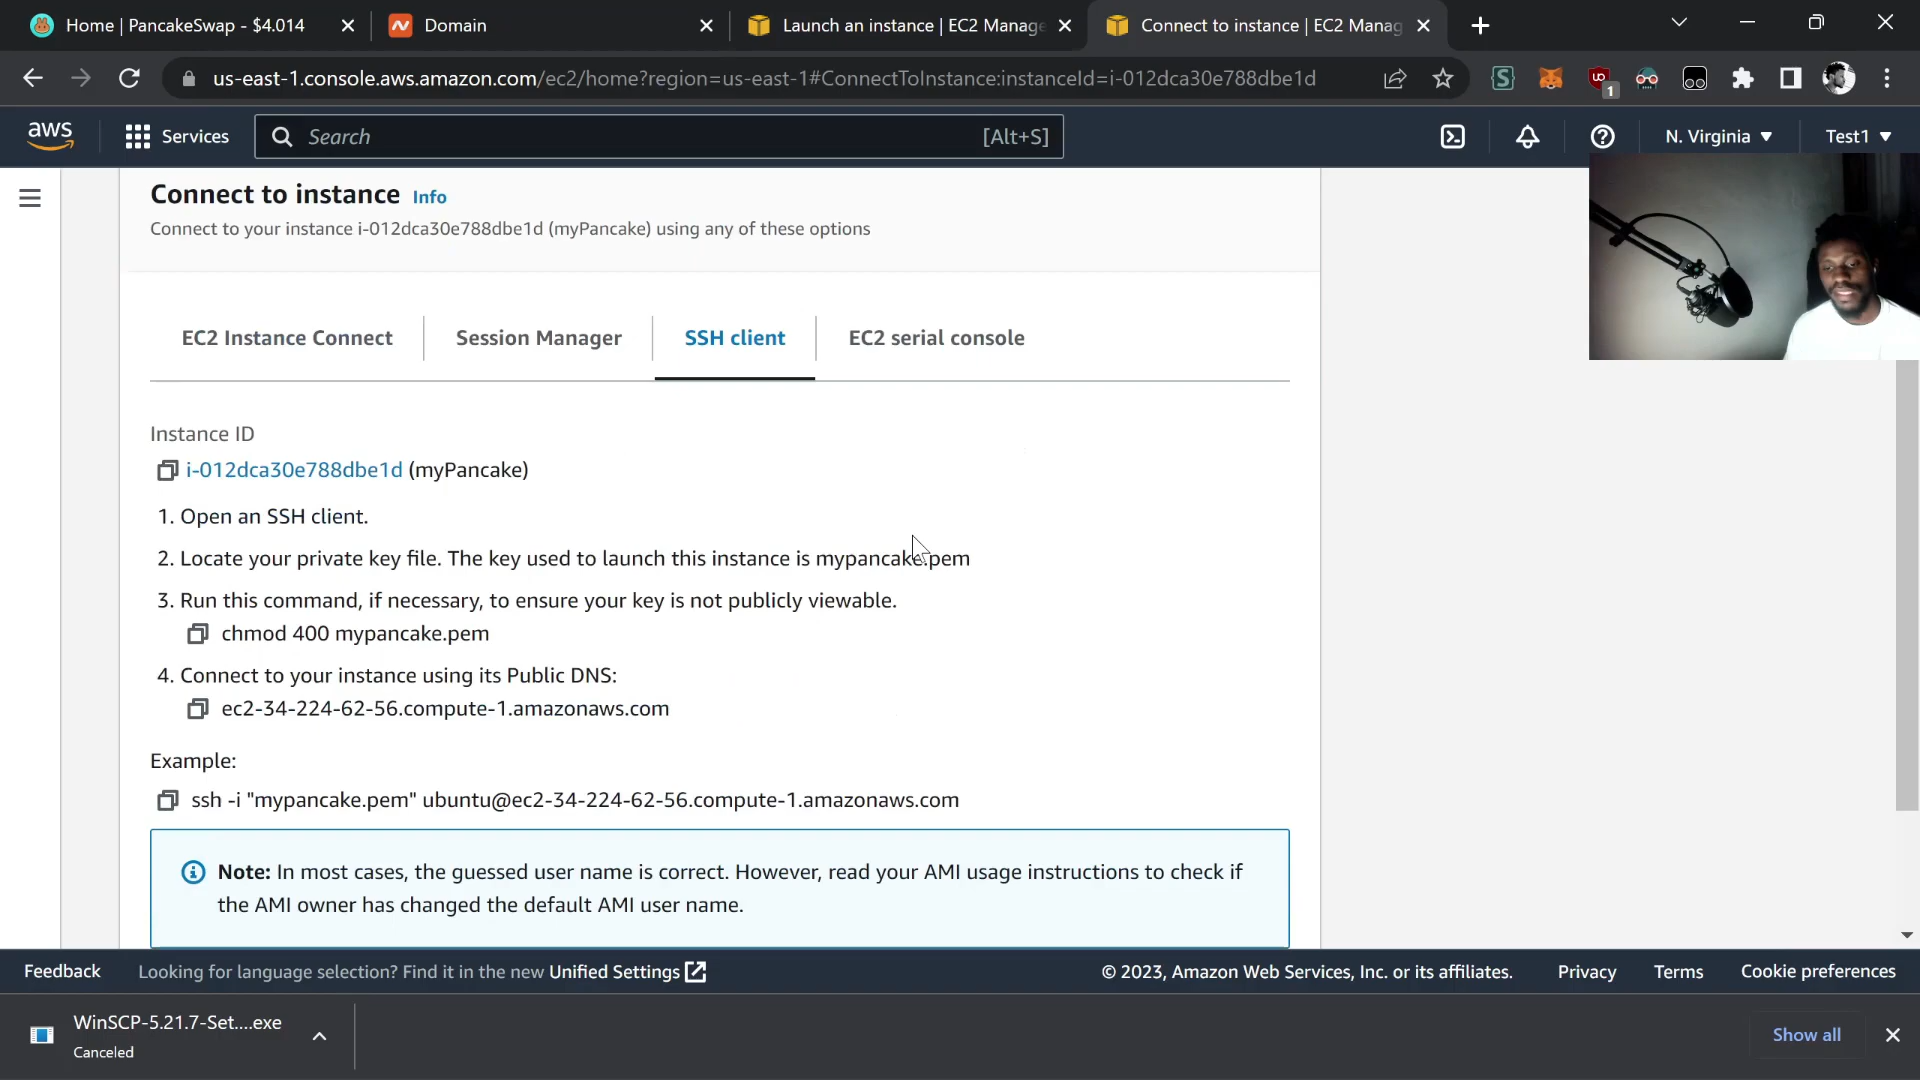 Home | PancakeSwap - $4.014
Domain
Launch an instance | EC2 Manage
Connect to instance | EC2 Manag
us-east-1.console.aws.amazon.com/ec2/home?region=us-east-1#ConnectToInstance:instanceId=i-012dca30e788dbe1d
1
aws
Services
Search
[Alt+S]
N. Virginia
Test1
Connect to instance Info
Connect to your instance i-012dca30e788dbe1d (myPancake) using any of these options
EC2 Instance Connect
Session Manager
SSH client
EC2 serial console
Instance ID
i-012dca30e788dbe1d (myPancake)
1. Open an SSH client.
2. Locate your private key file. The key used to launch this instance is mypancake.pem
3. Run this command, if necessary, to ensure your key is not publicly viewable.
chmod 400 mypancake.pem
4. Connect to your instance using its Public DNS:
ec2-34-224-62-56.compute-1.amazonaws.com
Example:
ssh -i "mypancake.pem" ubuntu@ec2-34-224-62-56.compute-1.amazonaws.com
Note: In most cases, the guessed user name is correct. However, read your AMI usage instructions to check if
the AMI owner has changed the default AMI user name.
Feedback
Looking for language selection? Find it in the new Unified Settings
© 2023, Amazon Web Services, Inc. or its affiliates.
Privacy
Terms
Cookie preferences
WinSCP-5.21.7-Set....exe
Canceled
Show all